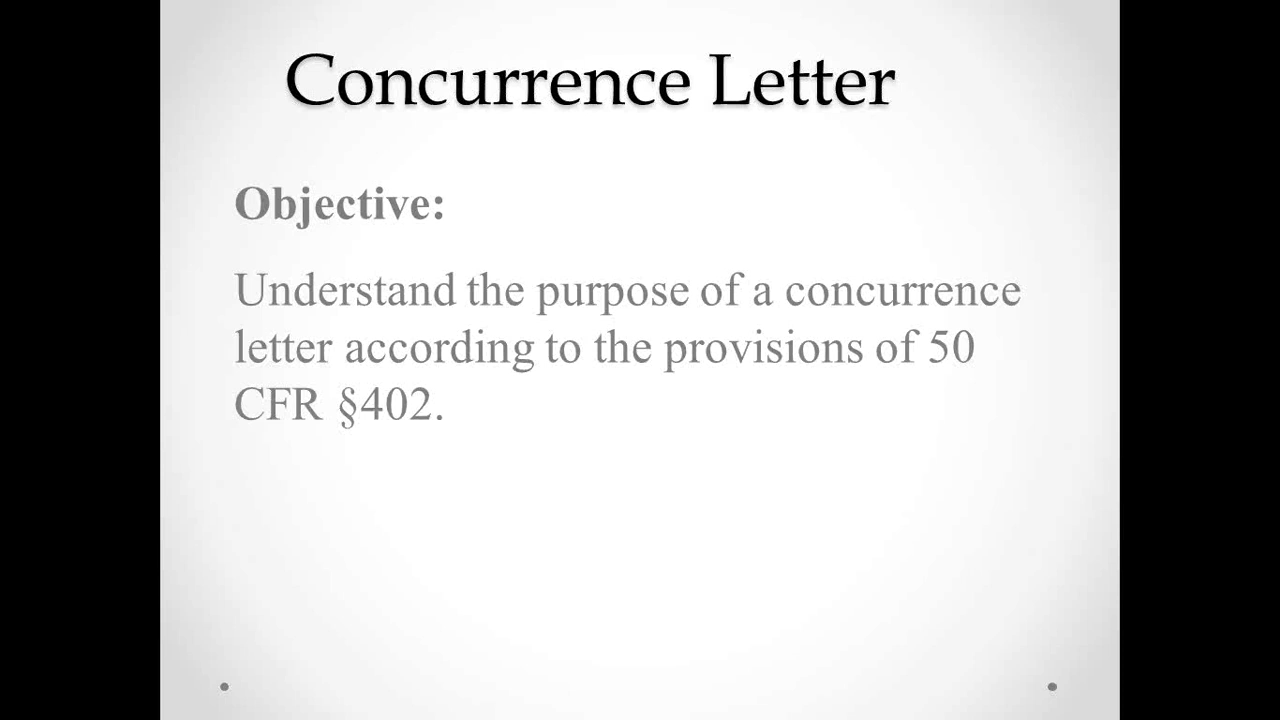 Concurrence Letter
Objective:
Understand the purpose of a concurrence
letter according to the provisions of 50
CFR §402.